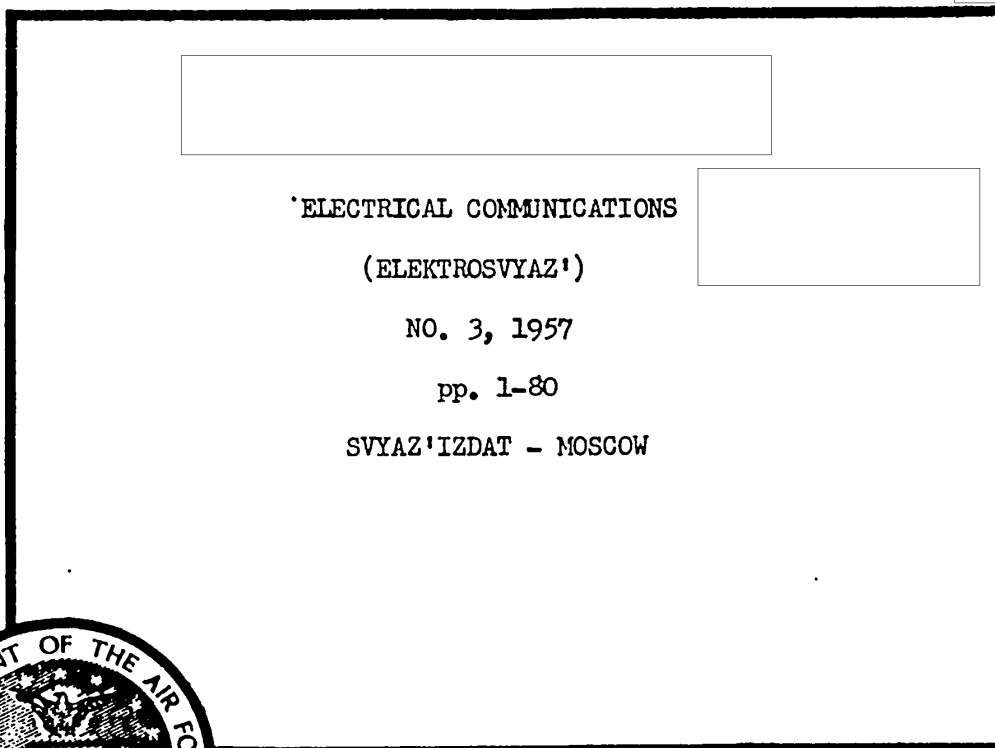 ELECTRICAL COMMUNICATIONS
(ELEKTROSVYAZ')
NO. 3, 1957
pp. 1-80
SVYAZ'IZDAT - MOSCOW
OF THE AIR